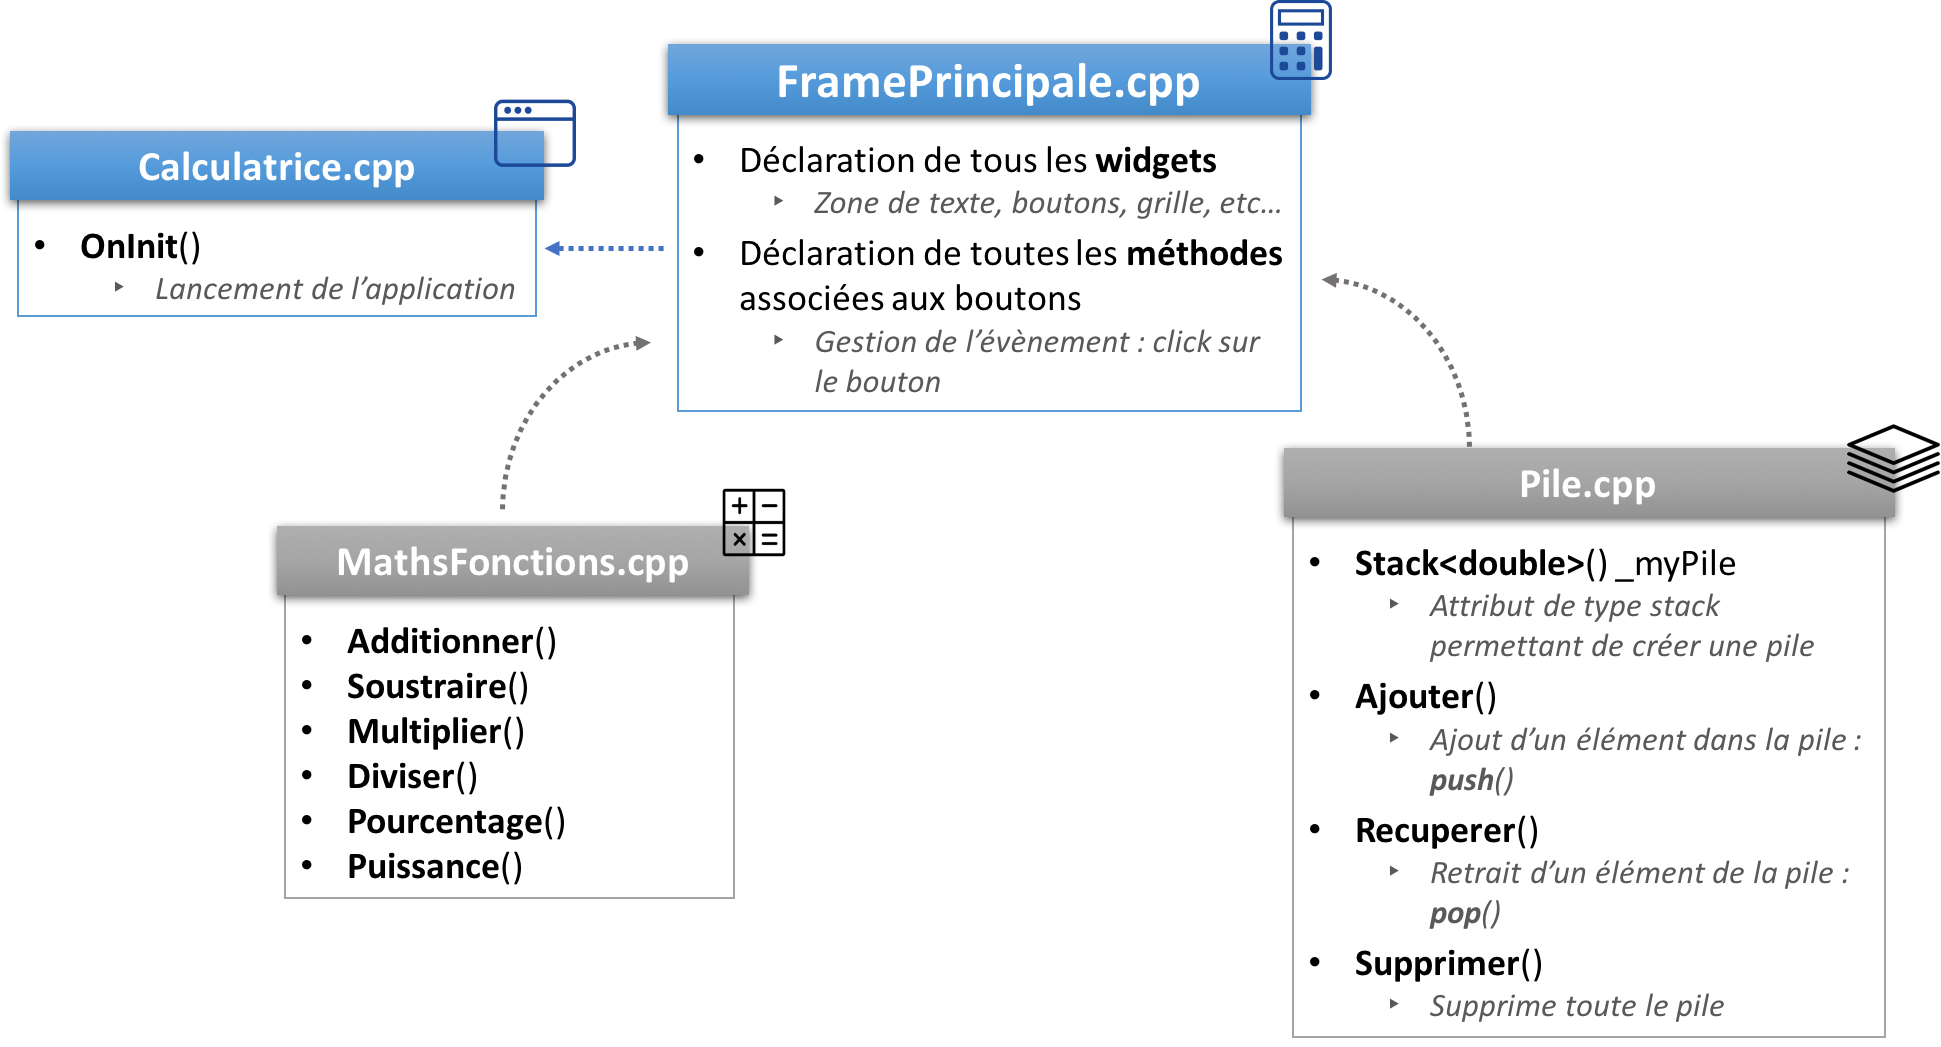 Calculatrice.cpp
• OnInit()
‣ Lancement de l’application
FramePrincipale.cpp
• Déclaration de tous les widgets
‣ Zone de texte, boutons, grille, etc…
• Déclaration de toutes les méthodes
associées aux boutons
‣ Gestion de l’évènement : click sur
le bouton
MathsFonctions.cpp
+ −
× =
• Additionner()
• Soustraire()
• Multiplier()
• Diviser()
• Pourcentage()
• Puissance()
Pile.cpp
• Stack<double>() _myPile
‣ Attribut de type stack
permettant de créer une pile
• Ajouter()
‣ Ajout d’un élément dans la pile :
push()
• Recuperer()
‣ Retrait d’un élément de la pile :
pop()
• Supprimer()
‣ Supprime toute le pile